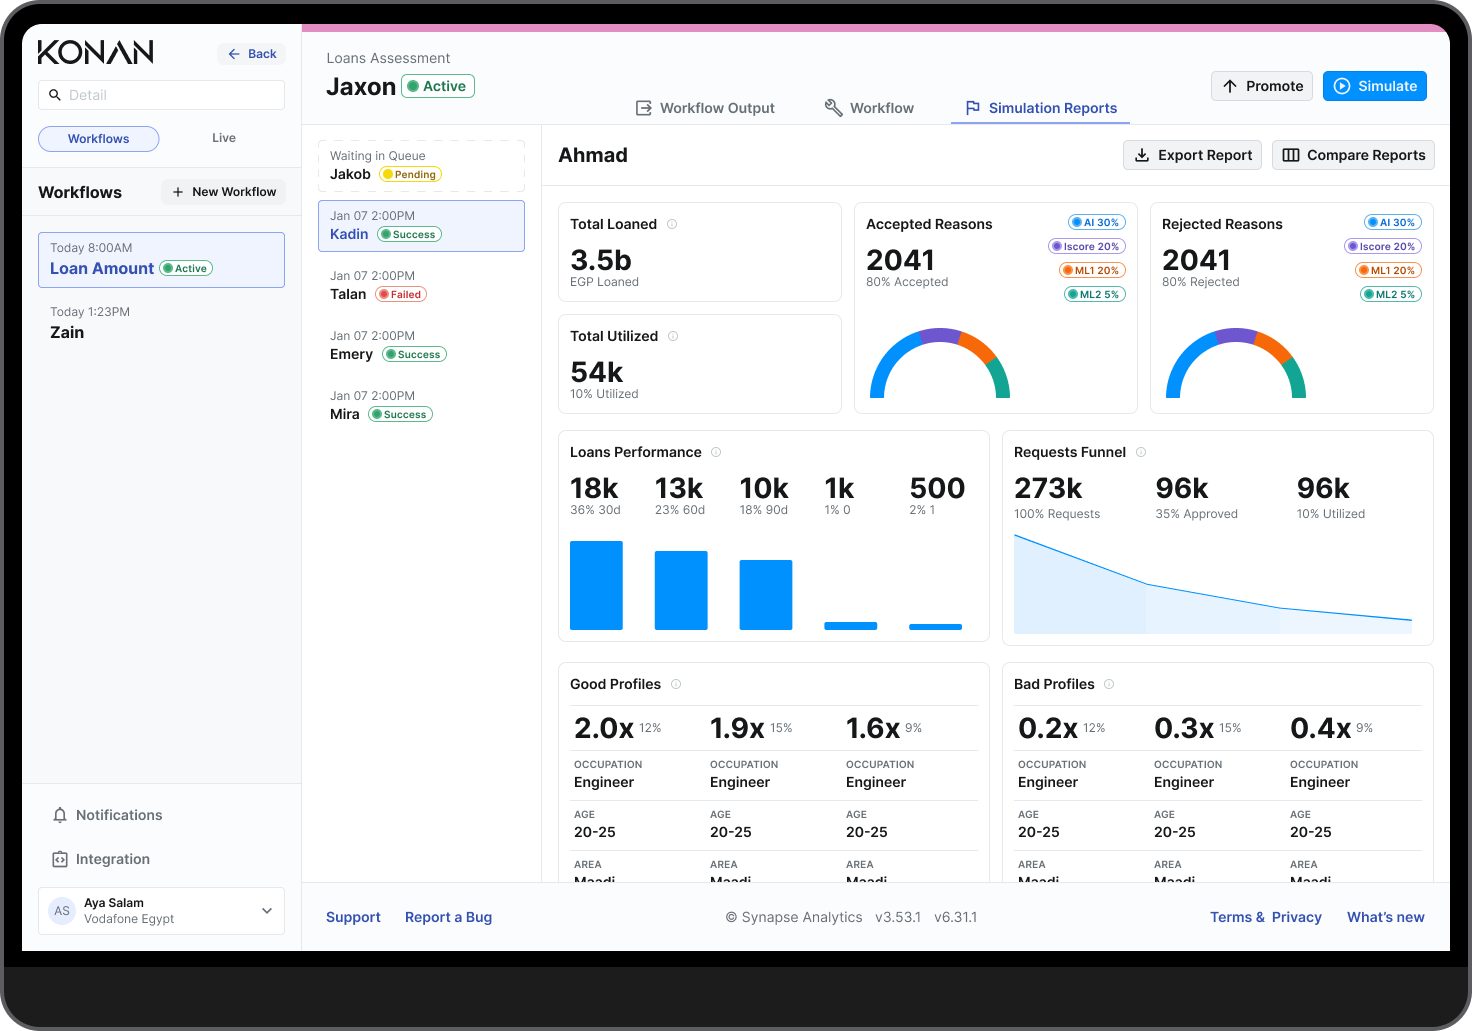 KONAN
Back
Detail
Workflows
Live
Workflows
New Workflow
Today 8:00AM
Loan Amount Active
Today 1:23PM
Zain
Notifications
Integration
AS
Aya Salam
Vodafone Egypt
Loans Assessment
Jaxon Active
Workflow Output
Workflow
Simulation Reports
Promote
Simulate
Waiting in Queue
Jakob Pending
Jan 07 2:00PM
Kadin Success
Jan 07 2:00PM
Talan Failed
Jan 07 2:00PM
Emery Success
Jan 07 2:00PM
Mira Success
Ahmad
Export Report
Compare Reports
Total Loaned
3.5b
EGP Loaned
Total Utilized
54k
10% Utilized
Accepted Reasons
2041
80% Accepted
AI 30%
Iscore 20%
ML1 20%
ML2 5%
Rejected Reasons
2041
80% Rejected
AI 30%
Iscore 20%
ML1 20%
ML2 5%
Loans Performance
18k 13k 10k 1k 500
36% 30d 23% 60d 18% 90d 1% 0 2% 1
Requests Funnel
273k 96k 96k
100% Requests 35% Approved 10% Utilized
Good Profiles
2.0x 12% 1.9x 15% 1.6x 9%
OCCUPATION OCCUPATION OCCUPATION
Engineer Engineer Engineer
AGE AGE AGE
20-25 20-25 20-25
AREA AREA AREA
Maadi Maadi Maadi
Bad Profiles
0.2x 12% 0.3x 15% 0.4x 9%
OCCUPATION OCCUPATION OCCUPATION
Engineer Engineer Engineer
AGE AGE AGE
20-25 20-25 20-25
AREA AREA AREA
Maadi Maadi Maadi
Support
Report a Bug
© Synapse Analytics v3.53.1 v6.31.1
Terms & Privacy
What's new